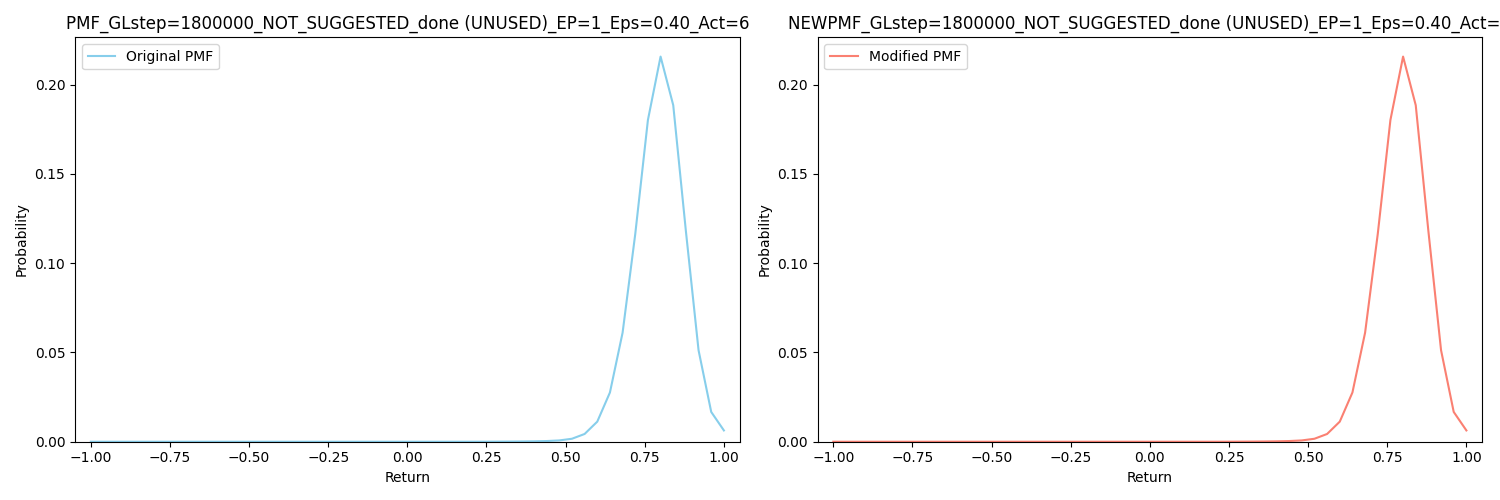 PMF_GLstep=1800000_NOT_SUGGESTED_done (UNUSED)_EP=1_Eps=0.40_Act=6
Original PMF
Probability
0.20
0.15
0.10
0.05
0.00
−1.00 −0.75 −0.50 −0.25 0.00 0.25 0.50 0.75 1.00
Return
NEWPMF_GLstep=1800000_NOT_SUGGESTED_done (UNUSED)_EP=1_Eps=0.40_Act=
Modified PMF
Probability
0.20
0.15
0.10
0.05
0.00
−1.00 −0.75 −0.50 −0.25 0.00 0.25 0.50 0.75 1.00
Return